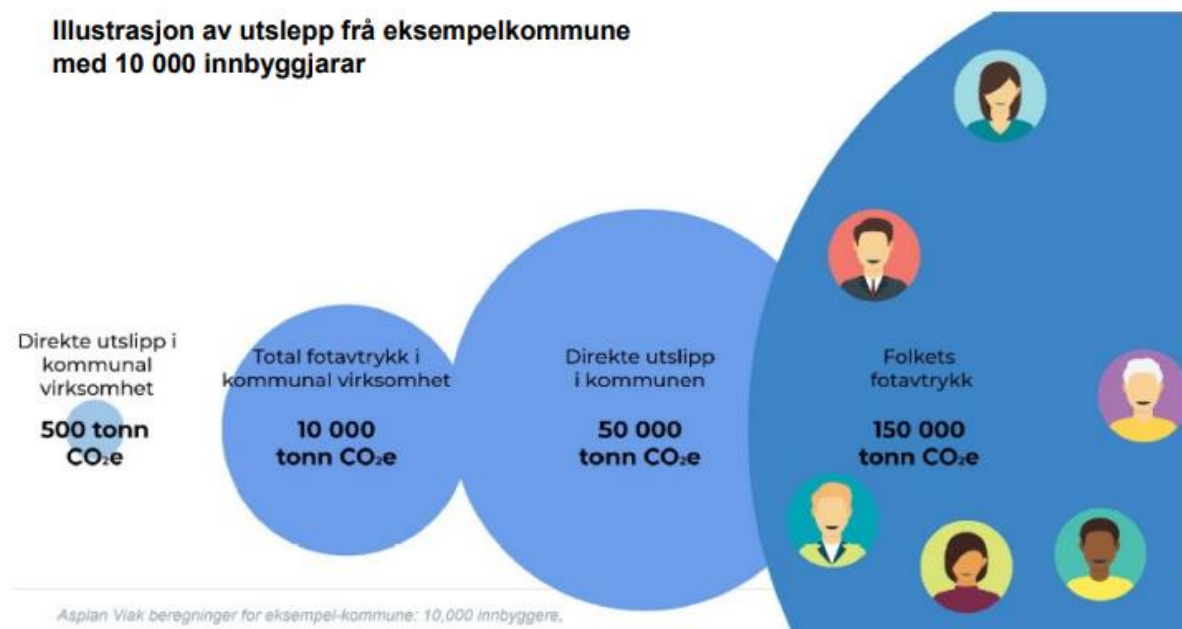 Illustrasjon av utslepp frå eksempelkommune
med 10 000 innbyggjarar
Direkte utslipp i
kommunal
virksomhet
500 tonn
CO₂e
Total fotavtrykk i
kommunal virksomhet
10 000
tonn CO₂e
Direkte utslipp
i kommunen
50 000
tonn CO₂e
Folkets
fotavtrykk
150 000
tonn CO₂e
Asplan Viak beregninger for eksempel-kommune: 10,000 innbyggere,